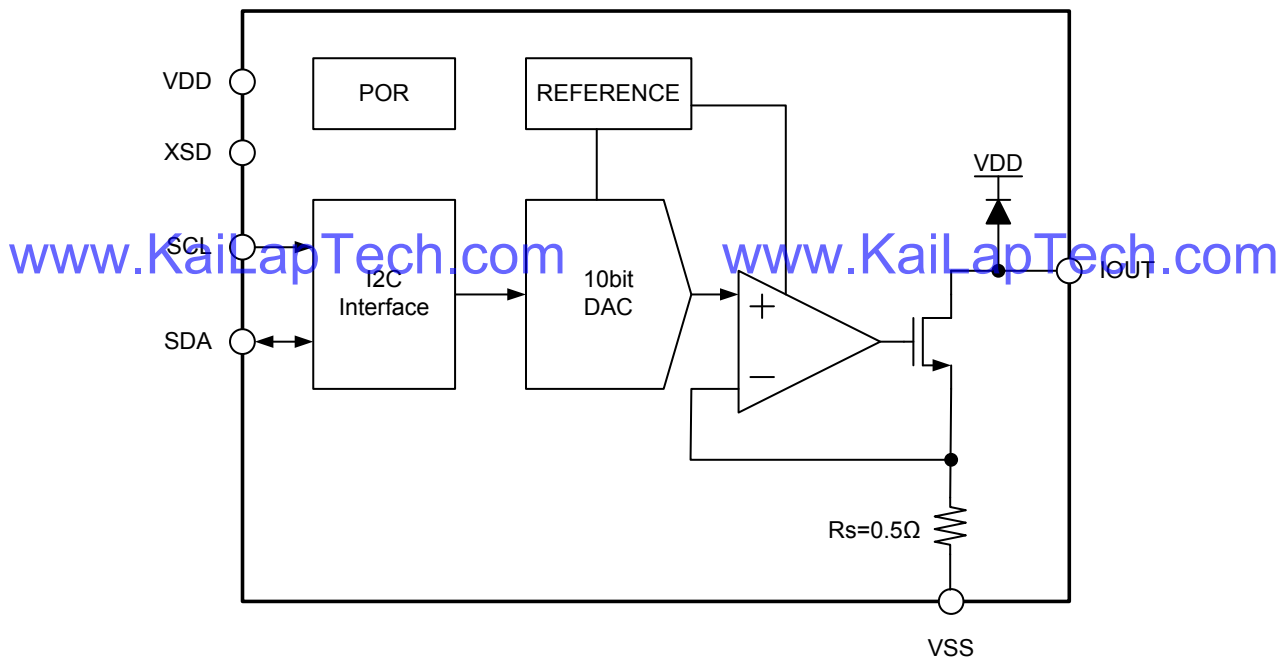 VDD
POR
REFERENCE
XSD
VDD
SCL
www.KaiLapTech.com
www.KaiLapTech.com
IOUT
I2C
Interface
10bit
DAC
+
SDA
−
Rs=0.5Ω
VSS